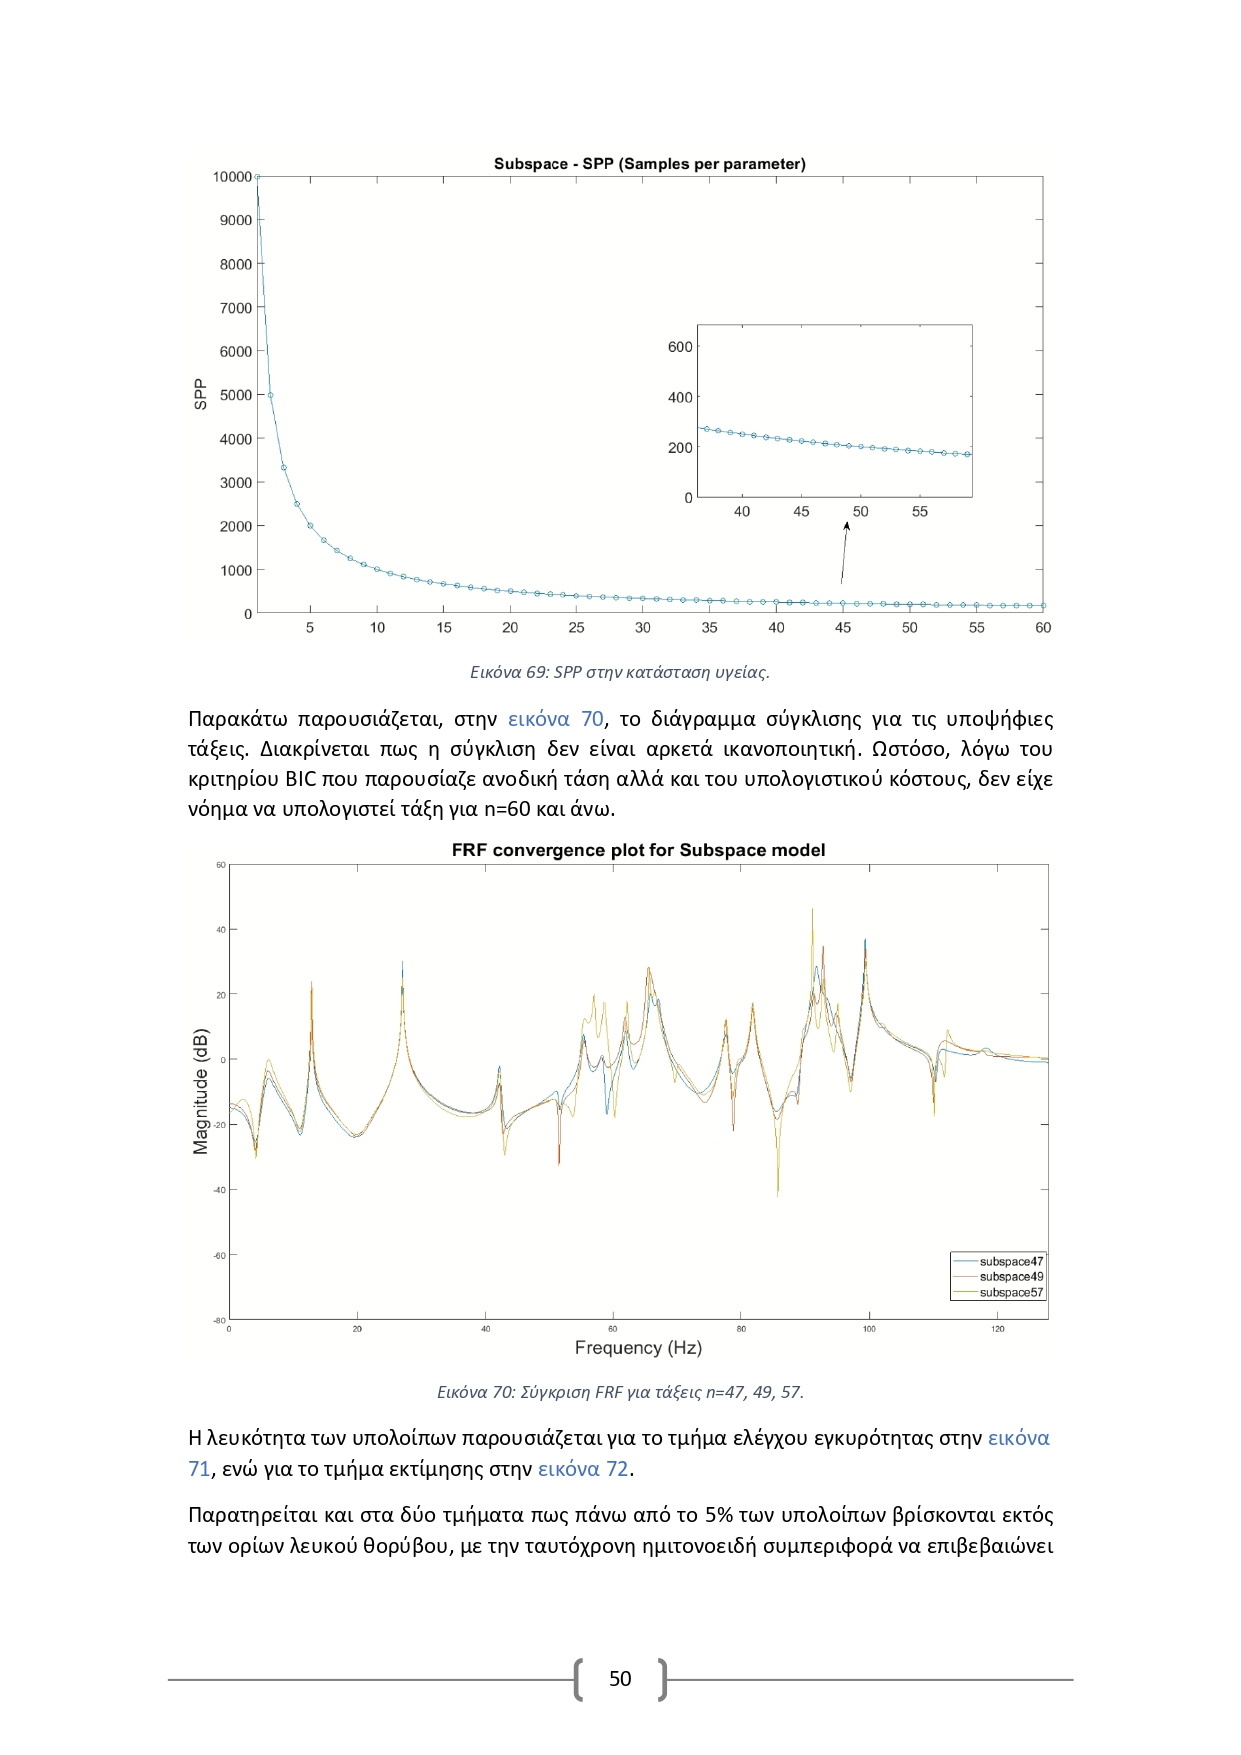 Subspace - SPP (Samples per parameter)
10000
9000
8000
7000
6000
5000
4000
3000
2000
1000
0
SPP
600
400
200
0
40 45 50 55
5 10 15 20 25 30 35 40 45 50 55 60
Εικόνα 69: SPP στην κατάσταση υγείας.
Παρακάτω παρουσιάζεται, στην εικόνα 70, το διάγραμμα σύγκλισης για τις υποψήφιες
τάξεις. Διακρίνεται πως η σύγκλιση δεν είναι αρκετά ικανοποιητική. Ωστόσο, λόγω του
κριτηρίου BIC που παρουσίαζε ανοδική τάση αλλά και του υπολογιστικού κόστους, δεν είχε
νόημα να υπολογιστεί τάξη για n=60 και άνω.
FRF convergence plot for Subspace model
60
40
20
0
-20
-40
-60
-80
Magnitude (dB)
subspace47
subspace49
subspace57
0 20 40 60 80 100 120
Frequency (Hz)
Εικόνα 70: Σύγκριση FRF για τάξεις n=47, 49, 57.
Η λευκότητα των υπολοίπων παρουσιάζεται για το τμήμα ελέγχου εγκυρότητας στην εικόνα
71, ενώ για το τμήμα εκτίμησης στην εικόνα 72.
Παρατηρείται και στα δύο τμήματα πως πάνω από το 5% των υπολοίπων βρίσκονται εκτός
των ορίων λευκού θορύβου, με την ταυτόχρονη ημιτονοειδή συμπεριφορά να επιβεβαιώνει
50